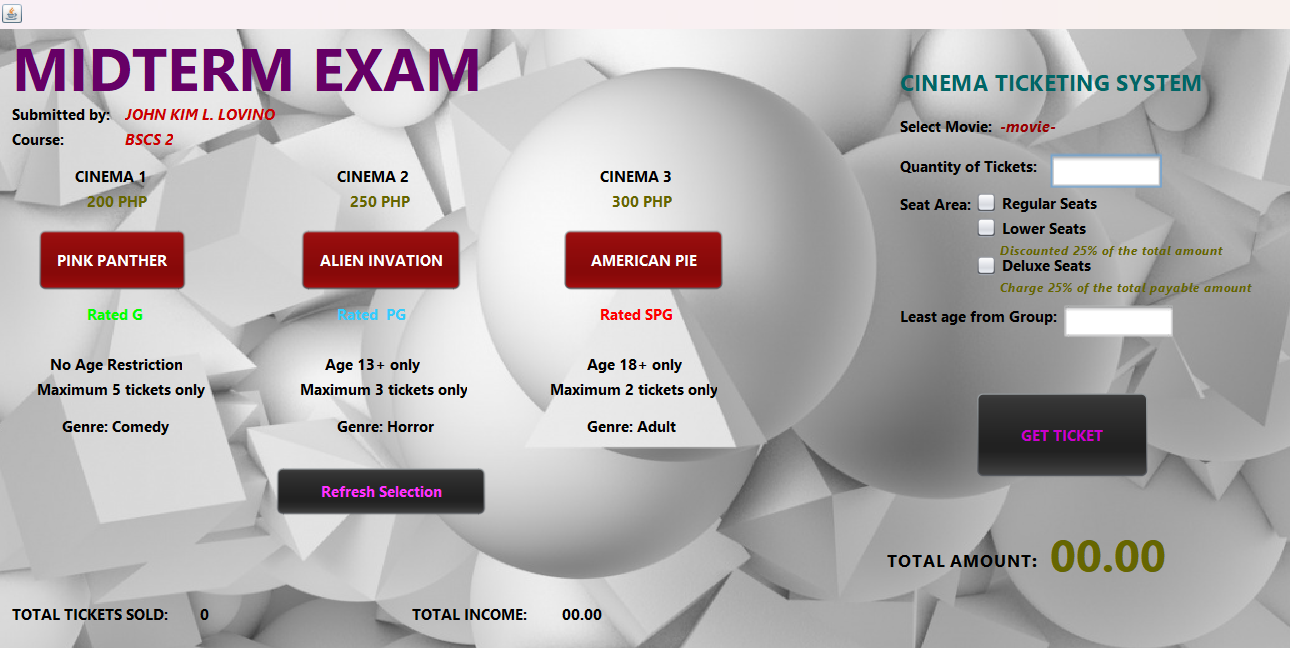 MIDTERM EXAM
Submitted by: JOHN KIM L. LOVINO
Course: BSCS 2
CINEMA 1
200 PHP
PINK PANTHER
Rated G
No Age Restriction
Maximum 5 tickets only
Genre: Comedy
CINEMA 2
250 PHP
ALIEN INVATION
Rated PG
Age 13+ only
Maximum 3 tickets only
Genre: Horror
CINEMA 3
300 PHP
AMERICAN PIE
Rated SPG
Age 18+ only
Maximum 2 tickets only
Genre: Adult
Refresh Selection
TOTAL TICKETS SOLD: 0
TOTAL INCOME: 00.00
CINEMA TICKETING SYSTEM
Select Movie: -movie-
Quantity of Tickets:
Seat Area: Regular Seats
Lower Seats
Discounted 25% of the total amount
Deluxe Seats
Charge 25% of the total payable amount
Least age from Group:
GET TICKET
TOTAL AMOUNT: 00.00